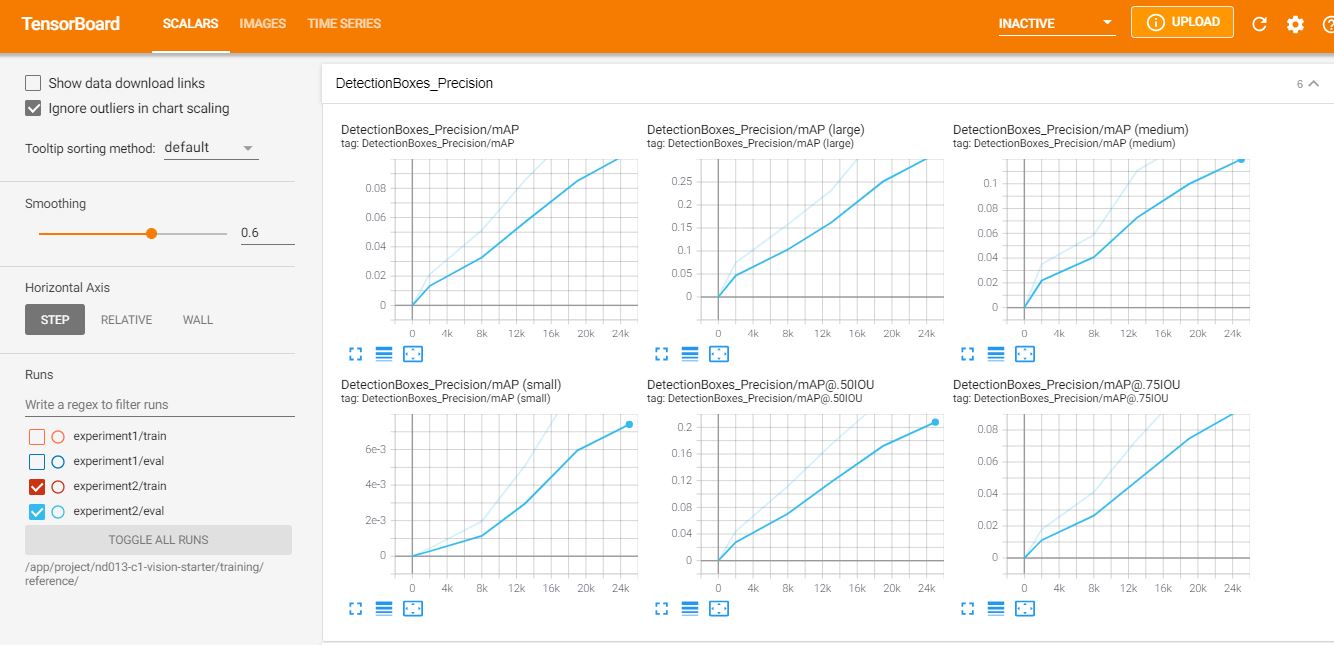 TensorBoard SCALARS IMAGES TIME SERIES INACTIVE UPLOAD
Show data download links
Ignore outliers in chart scaling
Tooltip sorting method: default
Smoothing
0.6
Horizontal Axis
STEP RELATIVE WALL
Runs
Write a regex to filter runs
experiment1/train
experiment1/eval
experiment2/train
experiment2/eval
TOGGLE ALL RUNS
/app/project/nd013-c1-vision-starter/training/
reference/
DetectionBoxes_Precision 6
DetectionBoxes_Precision/mAP
tag: DetectionBoxes_Precision/mAP
0.08
0.06
0.04
0.02
0
0 4k 8k 12k 16k 20k 24k
DetectionBoxes_Precision/mAP (large)
tag: DetectionBoxes_Precision/mAP (large)
0.25
0.2
0.15
0.1
0.05
0
0 4k 8k 12k 16k 20k 24k
DetectionBoxes_Precision/mAP (medium)
tag: DetectionBoxes_Precision/mAP (medium)
0.1
0.08
0.06
0.04
0.02
0
0 4k 8k 12k 16k 20k 24k
DetectionBoxes_Precision/mAP (small)
tag: DetectionBoxes_Precision/mAP (small)
6e-3
4e-3
2e-3
0
0 4k 8k 12k 16k 20k 24k
DetectionBoxes_Precision/mAP@.50IOU
tag: DetectionBoxes_Precision/mAP@.50IOU
0.2
0.16
0.12
0.08
0.04
0
0 4k 8k 12k 16k 20k 24k
DetectionBoxes_Precision/mAP@.75IOU
tag: DetectionBoxes_Precision/mAP@.75IOU
0.08
0.06
0.04
0.02
0
0 4k 8k 12k 16k 20k 24k